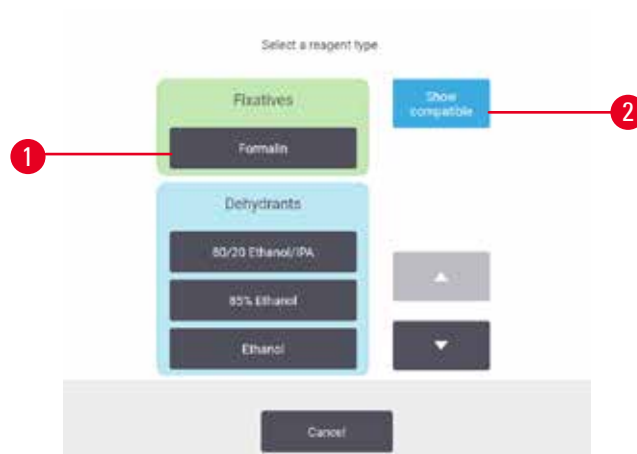 Select a reagent type
Fixatives
Show
compatible
1
Formalin
2
Dehydrants
80/20 Ethanol/IPA
85% Ethanol
Ethanol
Cancel